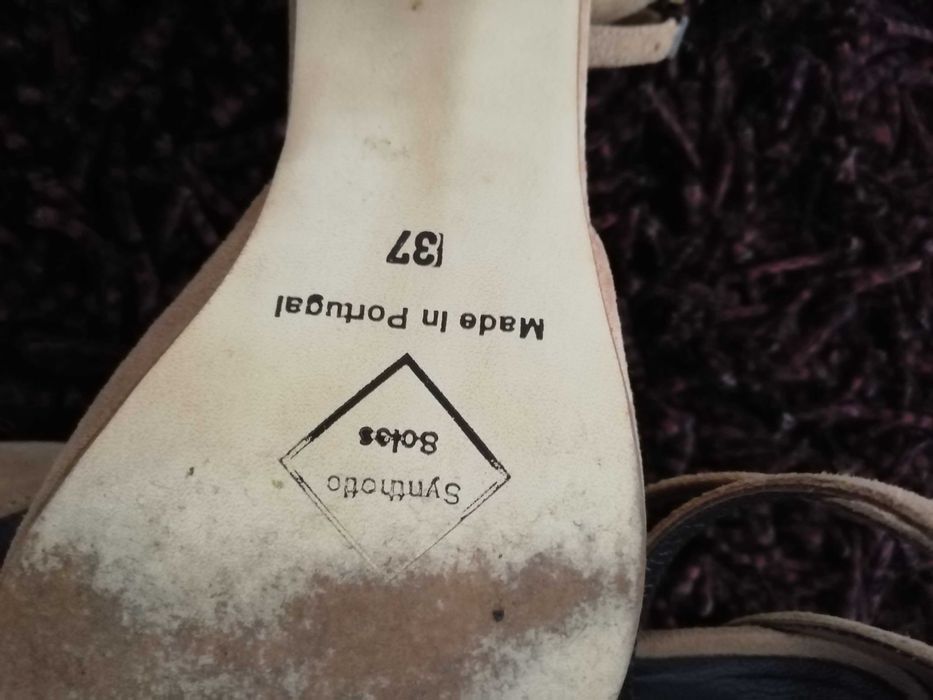 Synthetic
Soles
Made In Portugal
37